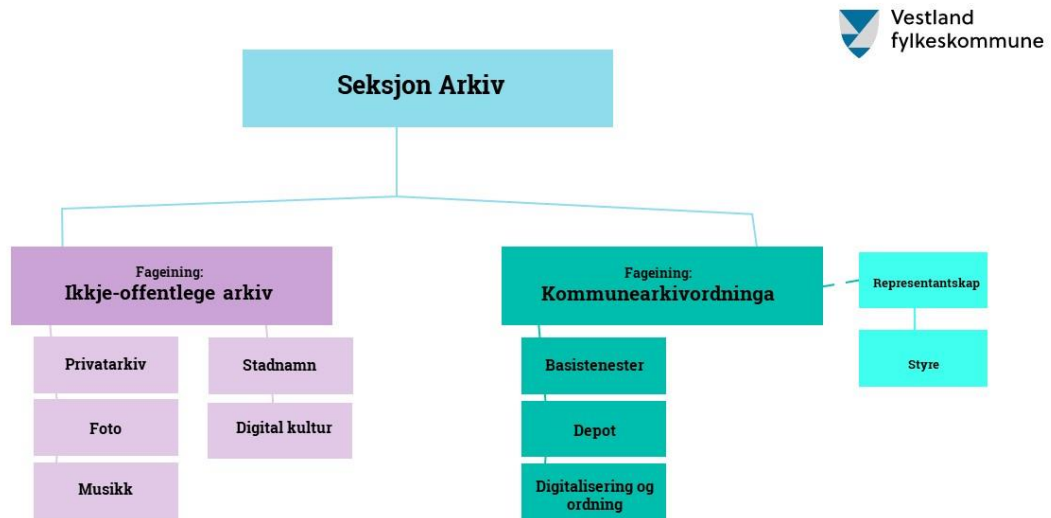 Vestland
fylkeskommune
Seksjon Arkiv
Fageining:
Ikkje-offentlege arkiv
Privatarkiv
Foto
Musikk
Stadnamn
Digital kultur
Fageining:
Kommunearkivordninga
Basistenester
Depot
Digitalisering og
ordning
Representantskap
Styre